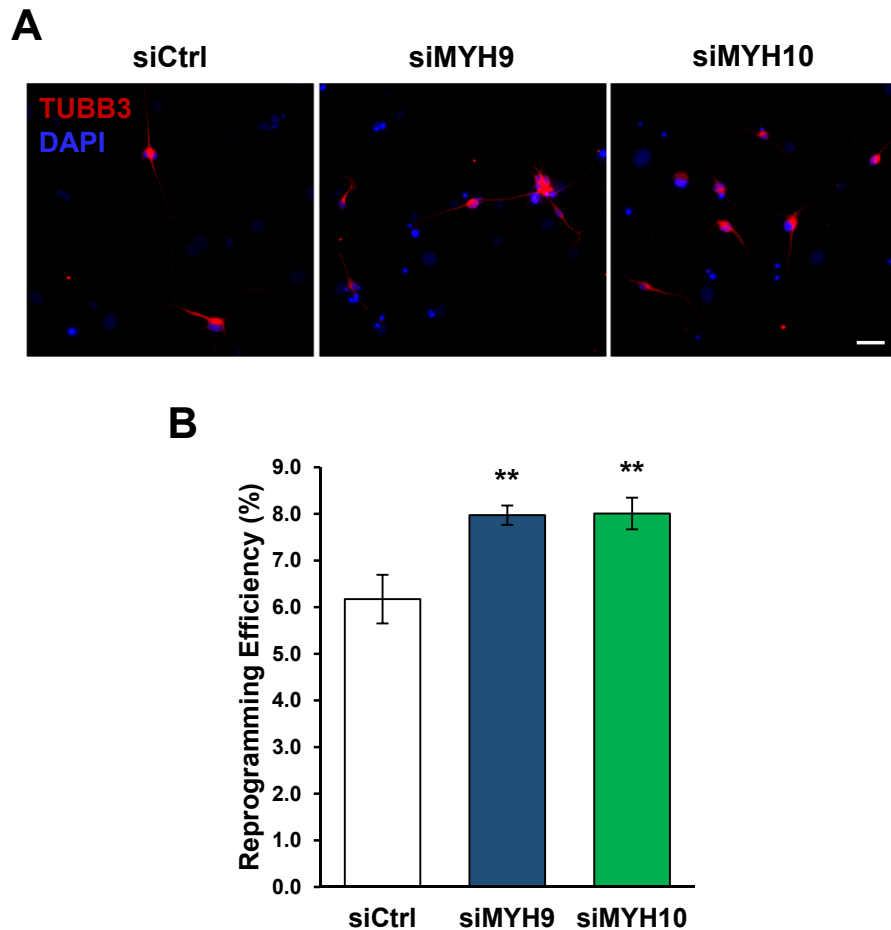 A
siCtrl siMYH9 siMYH10
TUBB3
DAPI
B
Reprogramming Efficiency (%)
9.0
8.0
7.0
6.0
5.0
4.0
3.0
2.0
1.0
0.0
** **
siCtrl siMYH9 siMYH10